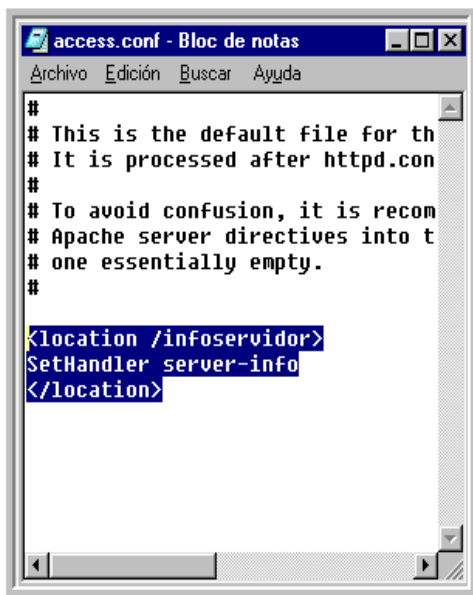 access.conf - Bloc de notas
Archivo Edición Buscar Ayuda
#
# This is the default file for th
# It is processed after httpd.con
#
# To avoid confusion, it is recom
# Apache server directives into t
# one essentially empty.
#
<location /infoservidor>
SetHandler server-info
</location>